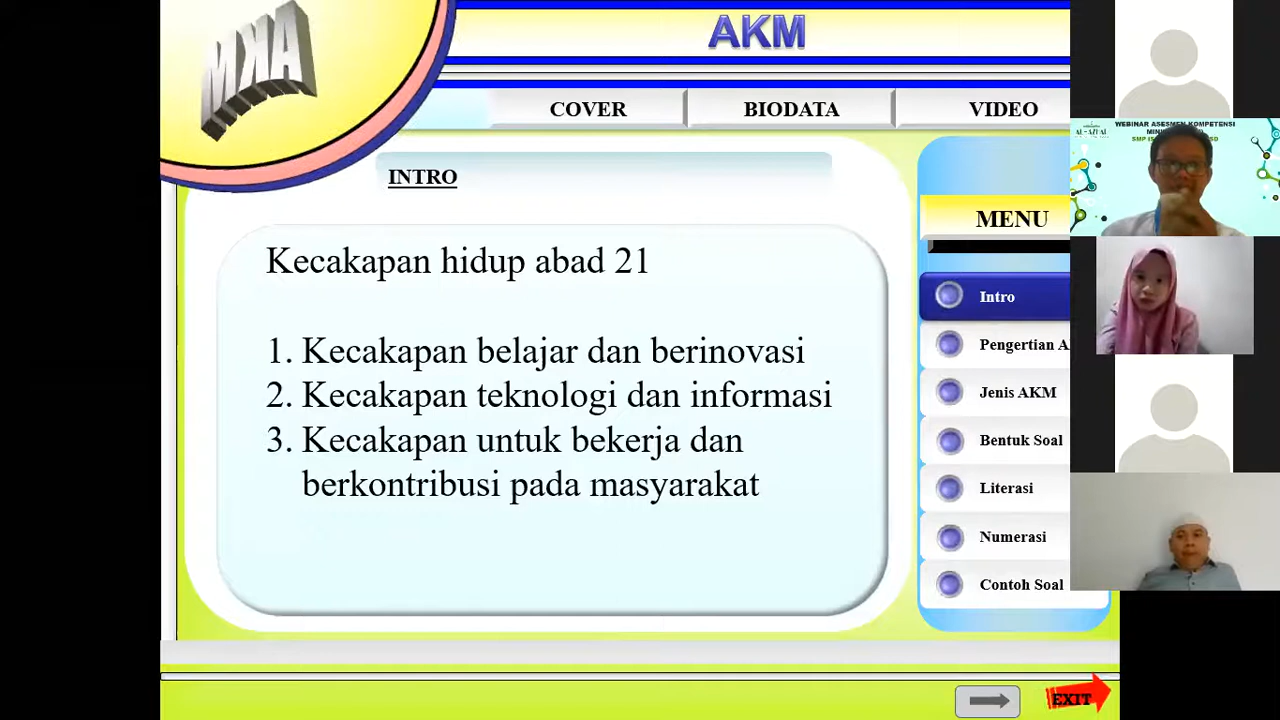 AKM
AKM
COVER
BIODATA
VIDEO
INTRO
Kecakapan hidup abad 21
1. Kecakapan belajar dan berinovasi
2. Kecakapan teknologi dan informasi
3. Kecakapan untuk bekerja dan
berkontribusi pada masyarakat
MENU
Intro
Pengertian
Jenis AKM
Bentuk Soal
Literasi
Numerasi
Contoh Soal
EXIT
WEBINAR ASESMEN KOMPETENSI